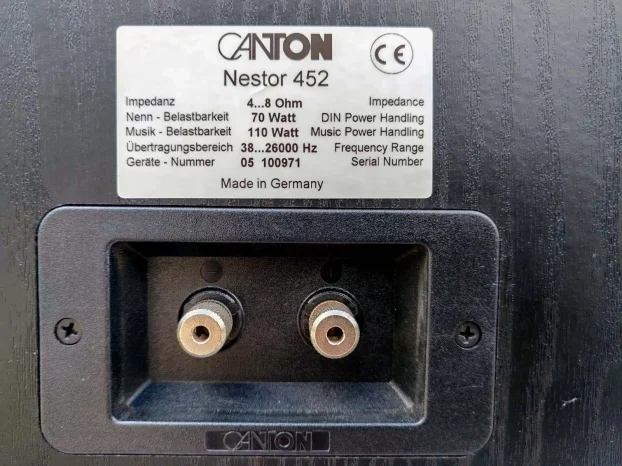 CANTON CE
Nestor 452
Impedanz 4...8 Ohm Impedance
Nenn - Belastbarkeit 70 Watt DIN Power Handling
Musik - Belastbarkeit 110 Watt Music Power Handling
Übertragungsbereich 38...26000 Hz Frequency Range
Geräte - Nummer 05 100971 Serial Number
Made in Germany
CANTON